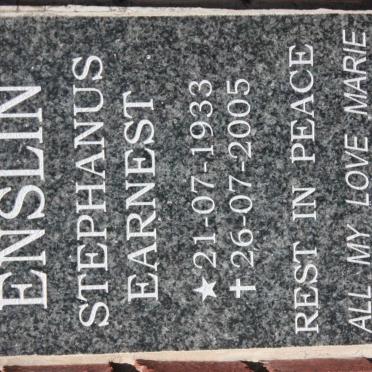 ENSLIN
STEPHANUS
EARNEST
★ 21-07-1933
✝ 26-07-2005
REST IN PEACE
ALL MY LOVE MARIE